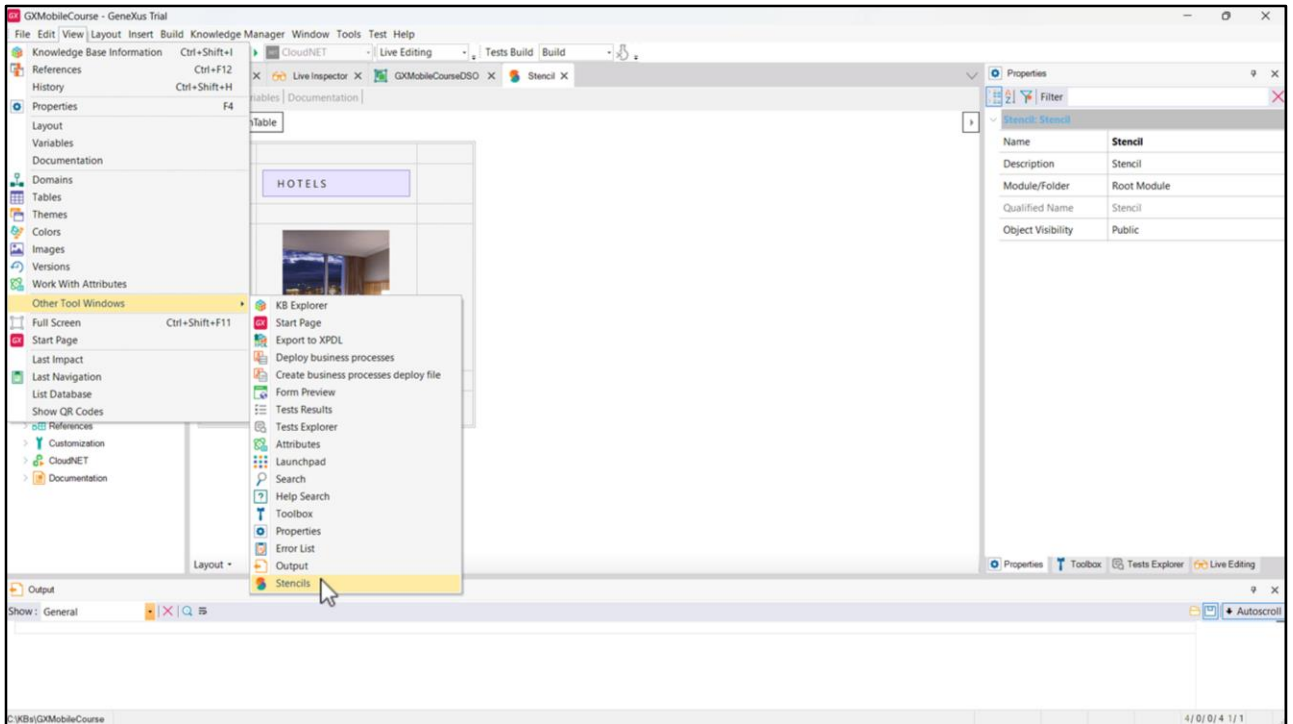 GX GXMobileCourse - GeneXus Trial
File Edit View Layout Insert Build Knowledge Manager Window Tools Test Help
Knowledge Base Information Ctrl+Shift+I
CloudNET Live Editing Tests Build Build
References Ctrl+F12
Live Inspector X GXMobileCourseDSO X Stencil X
Properties
History Ctrl+Shift+H
Documentation
Filter
Properties F4
Layout
Stencil: Stencil
Variables
Name Stencil
Documentation
Description Stencil
Domains
HOTELS
Module/Folder Root Module
Tables
Qualified Name Stencil
Themes
Object Visibility Public
Colors
Images
Versions
Work With Attributes
Other Tool Windows
Full Screen Ctrl+Shift+F11
GX Start Page
Last Impact
Last Navigation
List Database
Show QR Codes
References
Customization
CloudNET
Documentation
KB Explorer
GX Start Page
Export to XPDL
Deploy business processes
Create business processes deploy file
Form Preview
Tests Results
Tests Explorer
Attributes
Launchpad
Search
Help Search
Toolbox
Properties
Error List
Output
Stencils
Layout
Properties Toolbox Tests Explorer Live Editing
Output
Show: General
Autoscroll
C:\KBs\GXMobileCourse
4/0/0/4 1/1